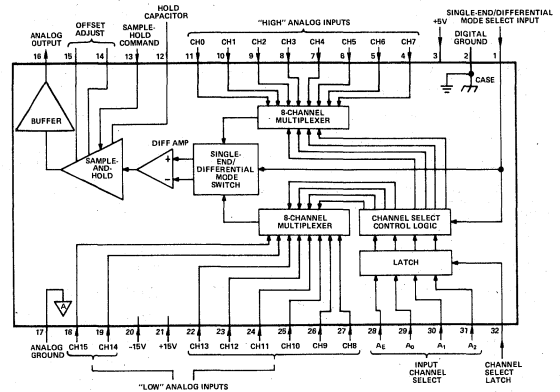 HOLD
CAPACITOR
SAMPLE-
HOLD
COMMAND
OFFSET
ADJUST
ANALOG
OUTPUT
"HIGH" ANALOG INPUTS
SINGLE-END/DIFFERENTIAL
MODE SELECT INPUT
+5V
DIGITAL
GROUND
CH0 CH1 CH2 CH3 CH4 CH5 CH6 CH7
16 15 14 13 12 11 10 9 8 7 6 5 4 3 2 1
CASE
BUFFER
8-CHANNEL
MULTIPLEXER
DIFF AMP
+
−
SAMPLE-
AND-
HOLD
SINGLE-
END/
DIFFERENTIAL
MODE
SWITCH
8-CHANNEL
MULTIPLEXER
CHANNEL SELECT
CONTROL LOGIC
LATCH
A
17 18 19 20 21 22 23 24 25 26 27 28 29 30 31 32
ANALOG
GROUND
CH15 CH14 -15V +15V CH13 CH12 CH11 CH10 CH9 CH8 AE A0 A1 A2
INPUT
CHANNEL
SELECT
CHANNEL
SELECT
LATCH
"LOW" ANALOG INPUTS